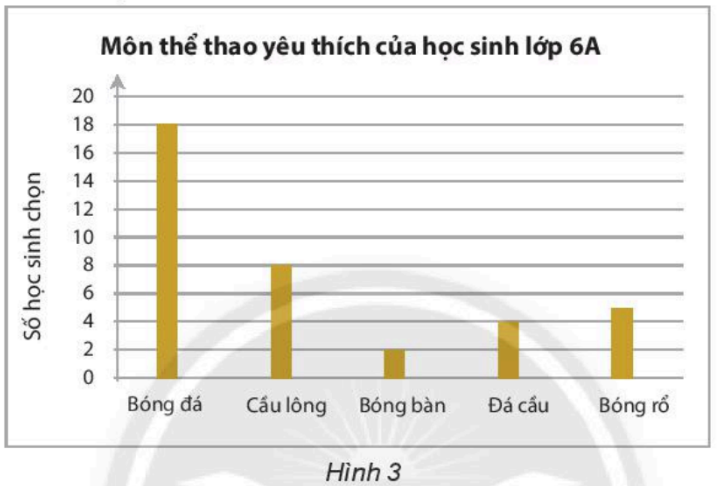 Môn thể thao yêu thích của học sinh lớp 6A
Số học sinh chọn
20
18
16
14
12
10
8
6
4
2
0
Bóng đá Cầu lông Bóng bàn Đá cầu Bóng rổ
Hình 3